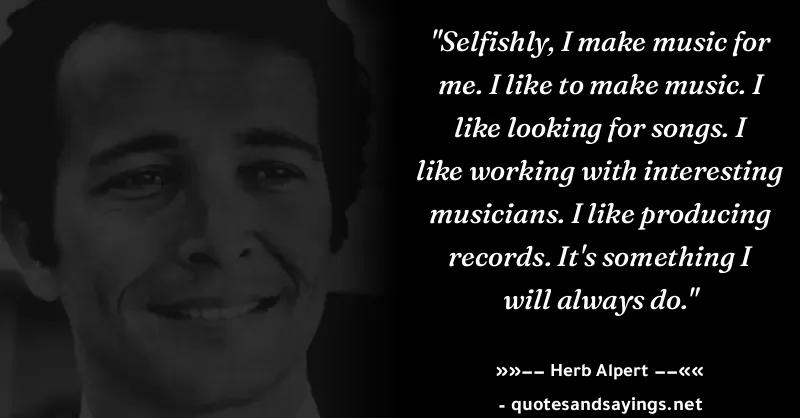 "Selfishly, I make music for
me. I like to make music. I
like looking for songs. I
like working with interesting
musicians. I like producing
records. It's something I
will always do."
»»−− Herb Alpert −−««
- quotesandsayings.net